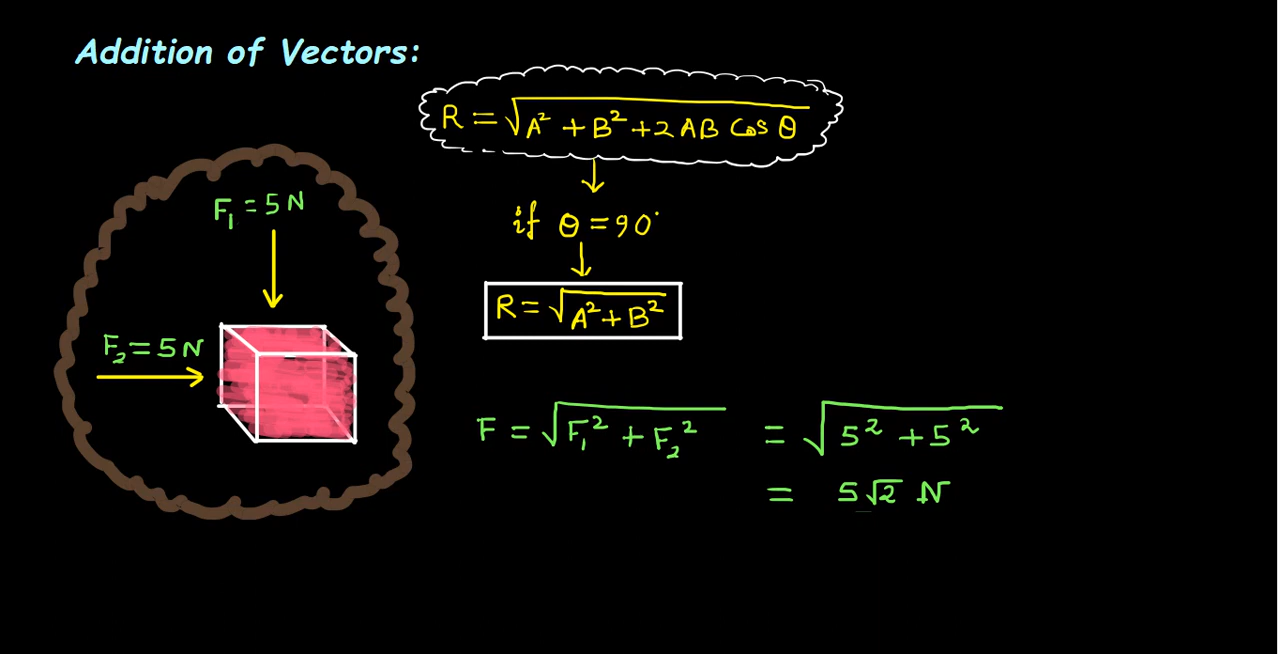 Addition of Vectors:
R = √A² + B² + 2 AB Cos θ
if θ = 90°
R = √A² + B²
F₁ = 5 N
F₂ = 5 N
F = √F₁² + F₂² = √5² + 5²
= 5√2 N